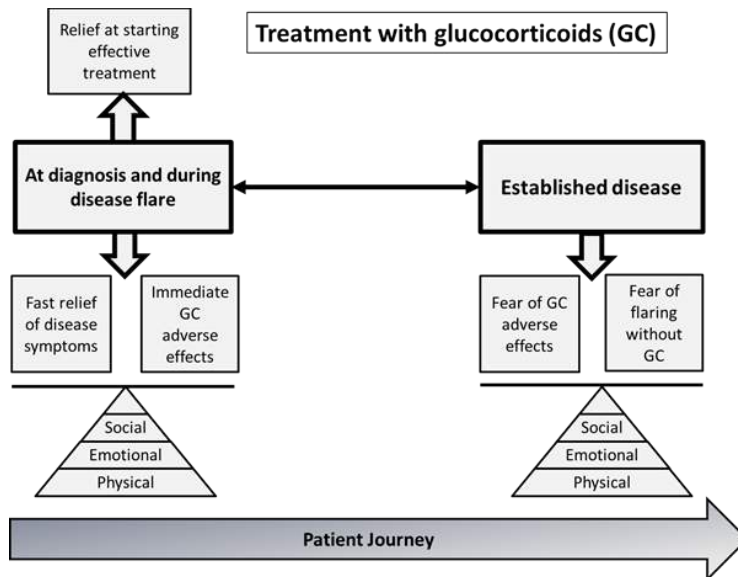 Relief at starting
effective
treatment
Treatment with glucocorticoids (GC)
At diagnosis and during
disease flare
Established disease
Fast relief
of disease
symptoms
Immediate
GC
adverse
effects
Fear of GC
adverse
effects
Fear of
flaring
without
GC
Social
Emotional
Physical
Social
Emotional
Physical
Patient Journey